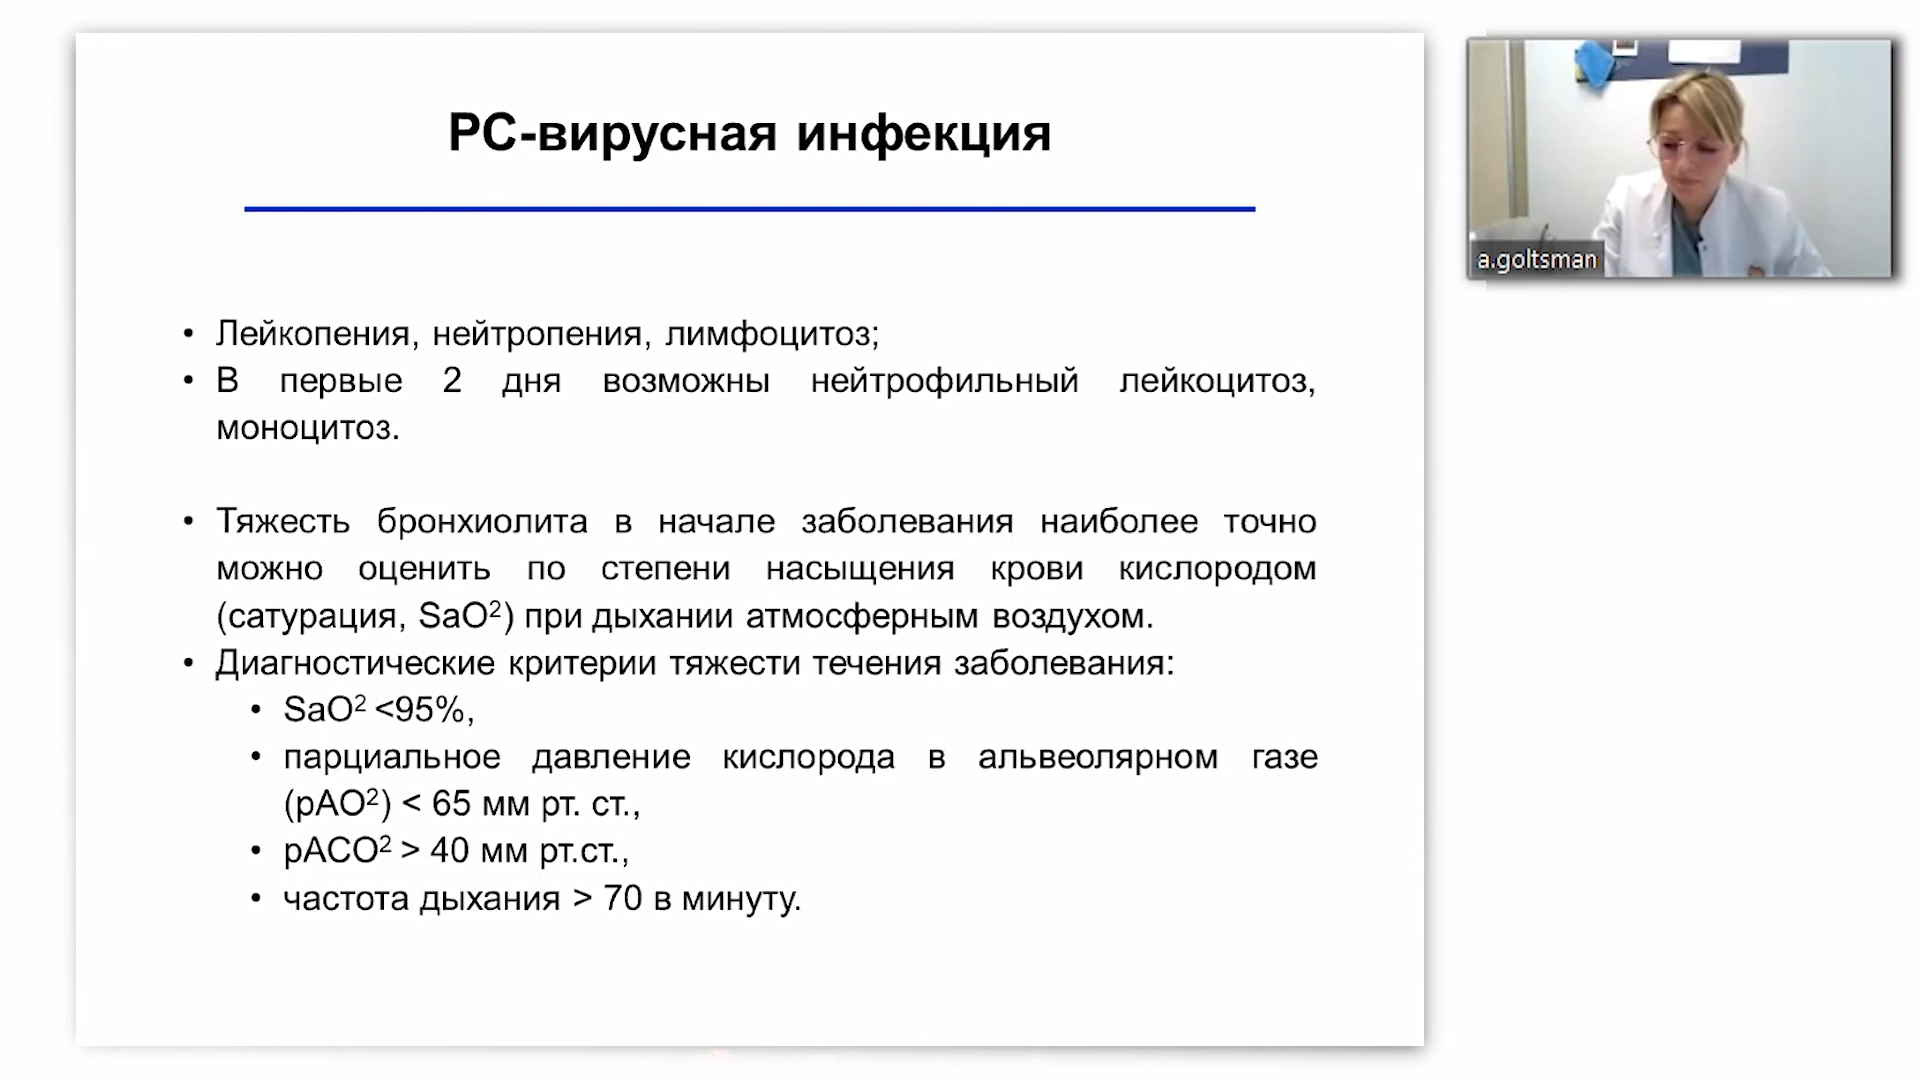 РС-вирусная инфекция
• Лейкопения, нейтропения, лимфоцитоз;
• В первые 2 дня возможны нейтрофильный лейкоцитоз,
моноцитоз.
• Тяжесть бронхиолита в начале заболевания наиболее точно
можно оценить по степени насыщения крови кислородом
(сатурация, SaO²) при дыхании атмосферным воздухом.
• Диагностические критерии тяжести течения заболевания:
• SaO² <95%,
• парциальное давление кислорода в альвеолярном газе
(pAO²) < 65 мм рт. ст.,
• pACO² > 40 мм рт.ст.,
• частота дыхания > 70 в минуту.
a.goltsman